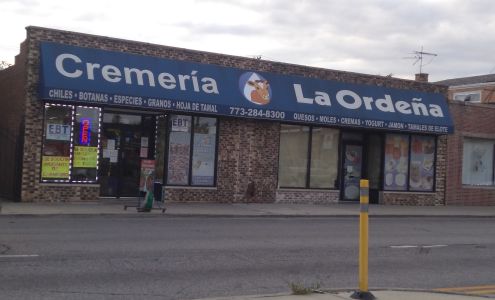 Cremería La Ordeña
CHILES • BOTANAS • ESPECIES • GRANOS • HOJA DE TAMAL
773-284-8300
QUESOS • MOLES • CREMAS • YOGURT • JAMON • TAMALES DE ELOTE
EBT
EBT